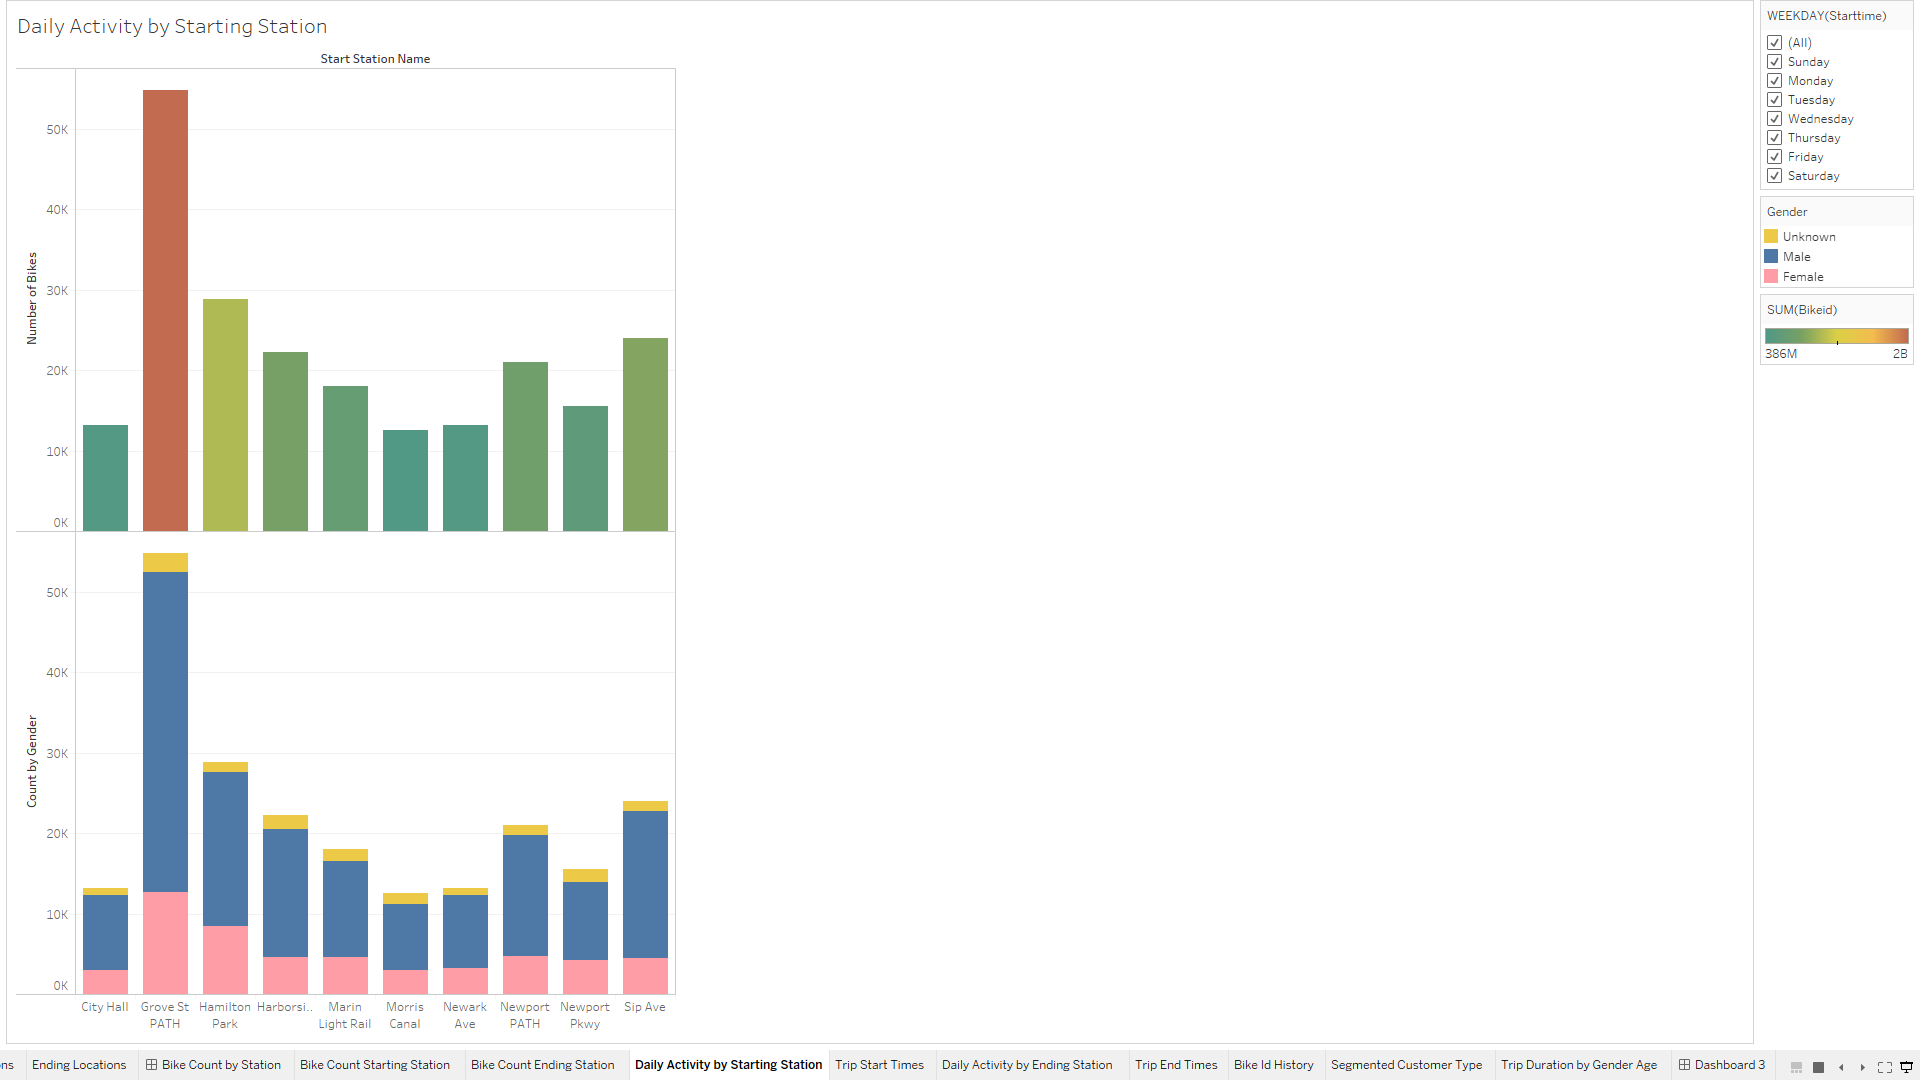 Daily Activity by Starting Station
Start Station Name
Number of Bikes
50K
40K
30K
20K
10K
0K
Count by Gender
50K
40K
30K
20K
10K
0K
City Hall
Grove St
PATH
Hamilton
Park
Harborsi..
Marin
Light Rail
Morris
Canal
Newark
Ave
Newport
PATH
Newport
Pkwy
Sip Ave
WEEKDAY(Starttime)
(All)
Sunday
Monday
Tuesday
Wednesday
Thursday
Friday
Saturday
Gender
Unknown
Male
Female
SUM(Bikeid)
386M 2B
ns Ending Locations Bike Count by Station Bike Count Starting Station Bike Count Ending Station Daily Activity by Starting Station Trip Start Times Daily Activity by Ending Station Trip End Times Bike Id History Segmented Customer Type Trip Duration by Gender Age Dashboard 3